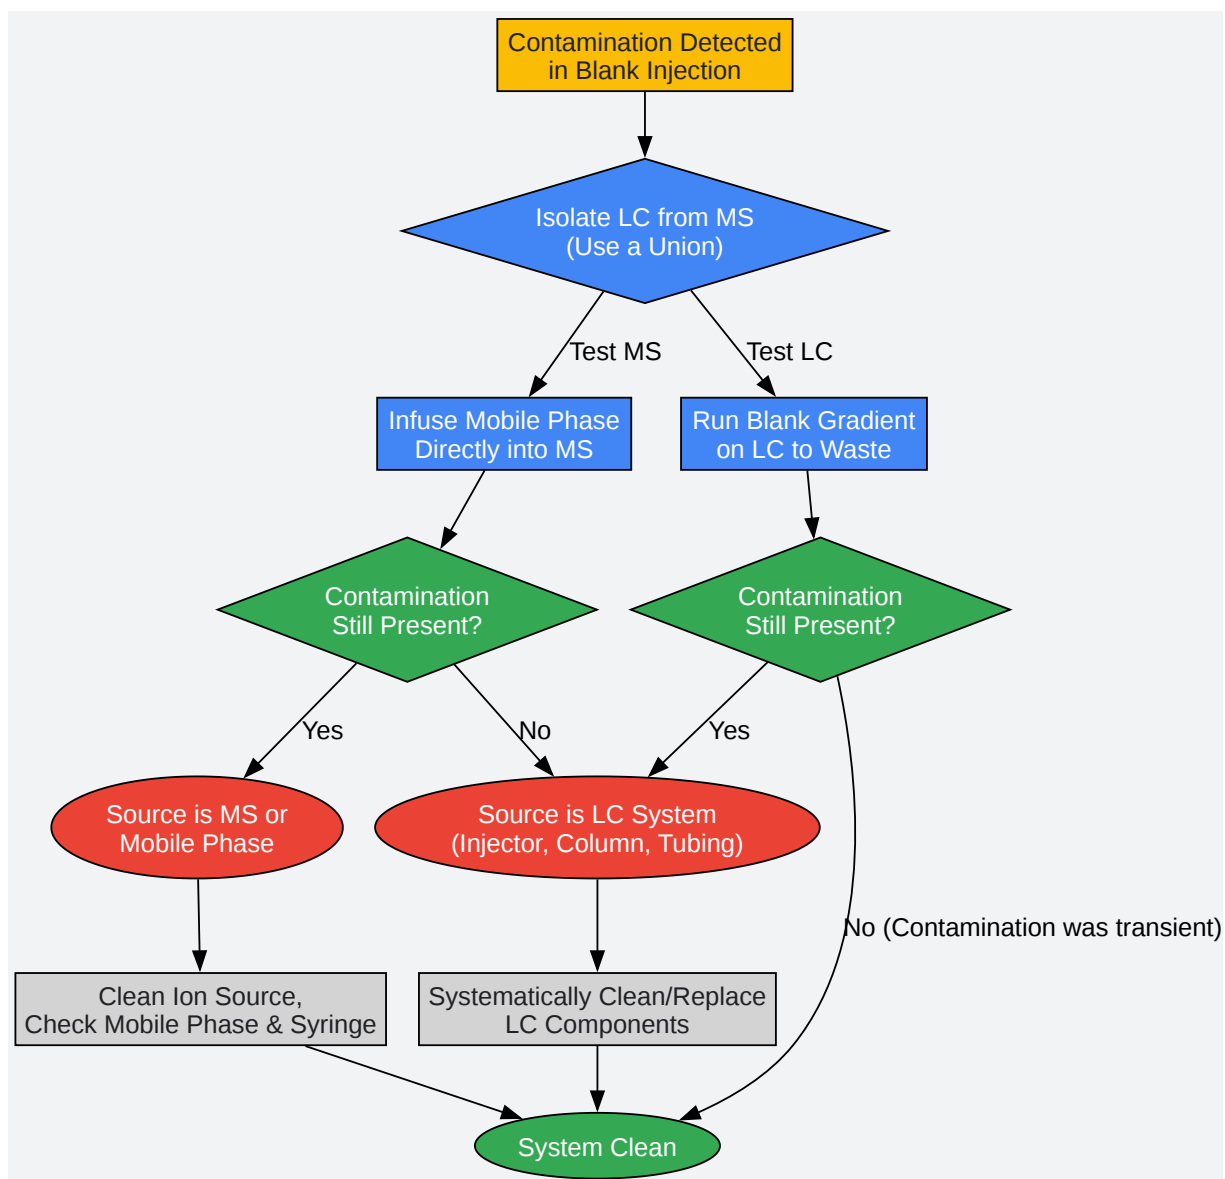 Contamination Detected
in Blank Injection
Isolate LC from MS
(Use a Union)
Test MS
Test LC
Infuse Mobile Phase
Directly into MS
Run Blank Gradient
on LC to Waste
Contamination
Still Present?
Contamination
Still Present?
Yes
No
Yes
Source is MS or
Mobile Phase
Source is LC System
(Injector, Column, Tubing)
No (Contamination was transient)
Clean Ion Source,
Check Mobile Phase & Syringe
Systematically Clean/Replace
LC Components
System Clean